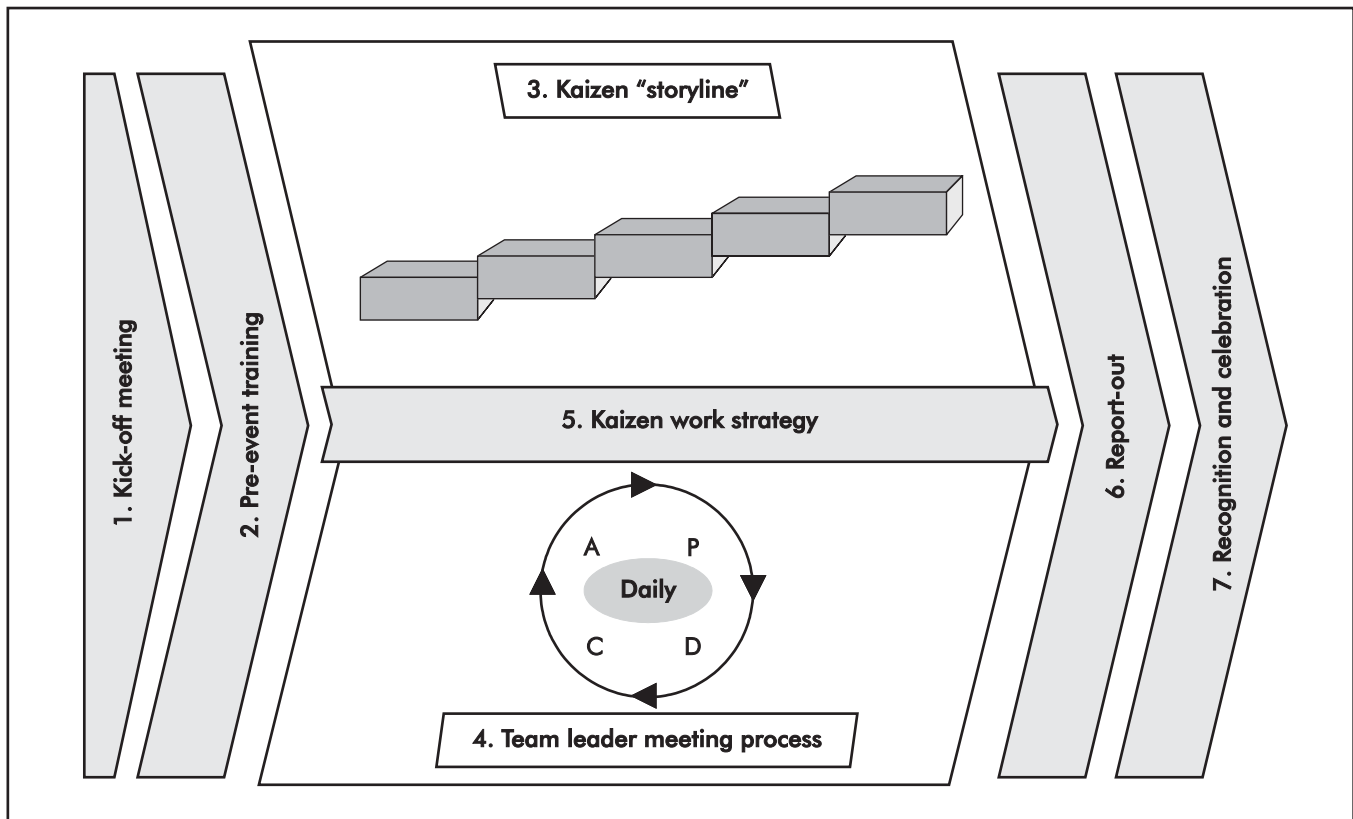 1. Kick-off meeting
2. Pre-event training
3. Kaizen “storyline”
5. Kaizen work strategy
A
P
Daily
C
D
4. Team leader meeting process
6. Report-out
7. Recognition and celebration